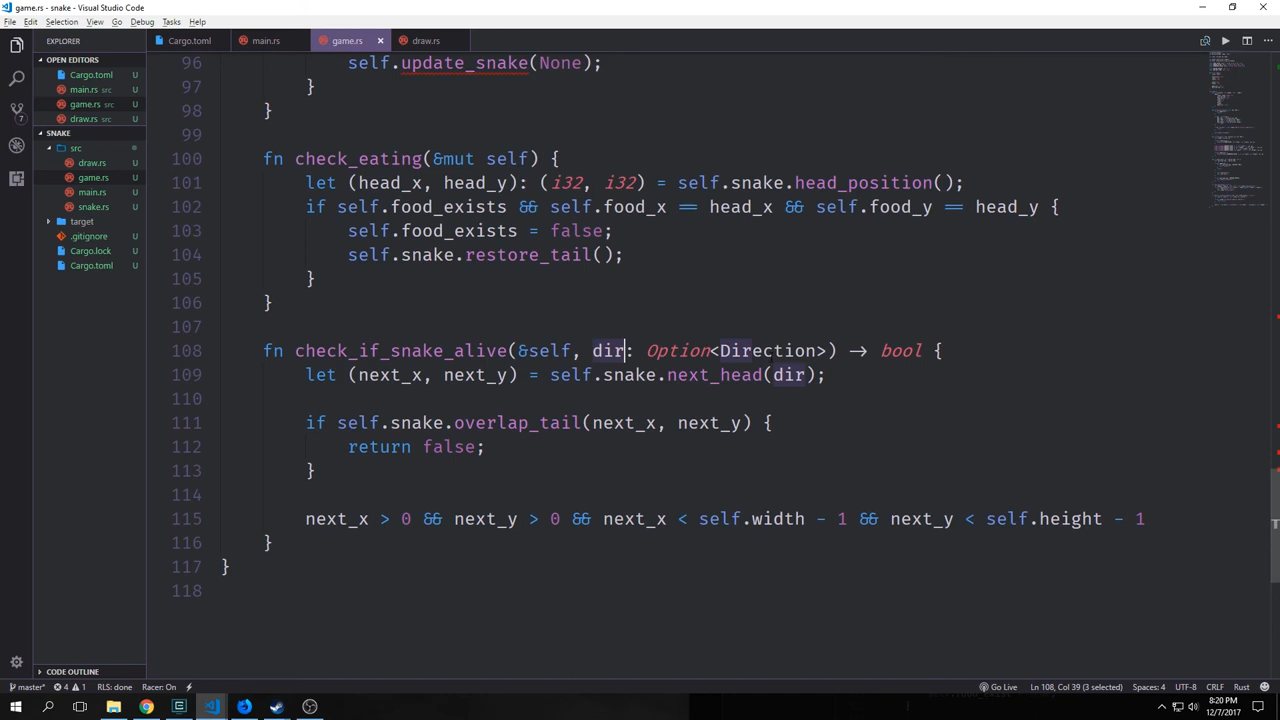 game.rs - snake - Visual Studio Code
File Edit Selection View Go Debug Tasks Help
EXPLORER
OPEN EDITORS
Cargo.toml U
main.rs src U
game.rs src U
draw.rs src U
SNAKE
src
draw.rs U
game.rs U
main.rs U
snake.rs U
target
.gitignore U
Cargo.lock U
Cargo.toml U
CODE OUTLINE
Cargo.toml main.rs game.rs × draw.rs
96 self.update_snake(None);
97 }
98 }
99
100 fn check_eating(&mut self) {
101 let (head_x, head_y): (i32, i32) = self.snake.head_position();
102 if self.food_exists && self.food_x == head_x && self.food_y == head_y {
103 self.food_exists = false;
104 self.snake.restore_tail();
105 }
106 }
107
108 fn check_if_snake_alive(&self, dir: Option<Direction>) -> bool {
109 let (next_x, next_y) = self.snake.next_head(dir);
110
111 if self.snake.overlap_tail(next_x, next_y) {
112 return false;
113 }
114
115 next_x > 0 && next_y > 0 && next_x < self.width - 1 && next_y < self.height - 1
116 }
117 }
118
7
master* 4 1 RLS: done Racer: On Go Live Ln 108, Col 39 (3 selected) Spaces: 4 UTF-8 CRLF Rust
8:20 PM
12/7/2017